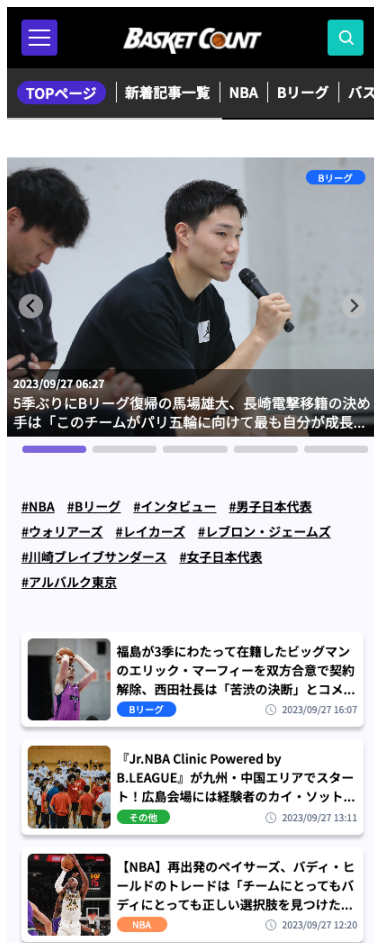 BASKET COUNT
TOPページ
新着記事一覧
NBA
Bリーグ
バス
Bリーグ
2023/09/27 06:27
5季ぶりにBリーグ復帰の馬場雄大、長崎電撃移籍の決め
手は「このチームがパリ五輪に向けて最も自分が成長...
#NBA #Bリーグ #インタビュー #男子日本代表
#ウォリアーズ #レイカーズ #レブロン・ジェームズ
#川崎ブレイブサンダース #女子日本代表
#アルバルク東京
福島が3季にわたって在籍したビッグマン
のエリック・マーフィーを双方合意で契約
解除、西田社長は「苦渋の決断」とコメ...
Bリーグ
2023/09/27 16:07
『Jr.NBA Clinic Powered by
B.LEAGUE』が九州・中国エリアでスター
ト！広島会場には経験者のカイ・ソット...
その他
2023/09/27 13:11
【NBA】再出発のペイサーズ、バディ・ヒ
ールドのトレードは「チームにとってもバ
ディにとっても正しい選択肢を見つけた...
NBA
2023/09/27 12:20